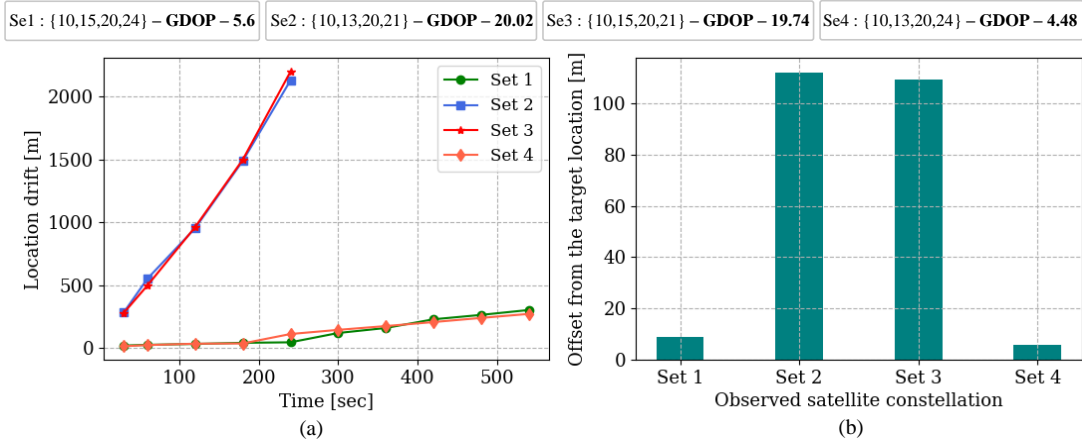 Se1 : {10,15,20,24} – GDOP – 5.6
Se2 : {10,13,20,21} – GDOP – 20.02
Se3 : {10,15,20,21} – GDOP – 19.74
Se4 : {10,13,20,24} – GDOP – 4.48
Location drift [m]
2000
1500
1000
500
0
Set 1
Set 2
Set 3
Set 4
100
200
300
400
500
Time [sec]
(a)
Offset from the target location [m]
100
80
60
40
20
0
Set 1
Set 2
Set 3
Set 4
Observed satellite constellation
(b)